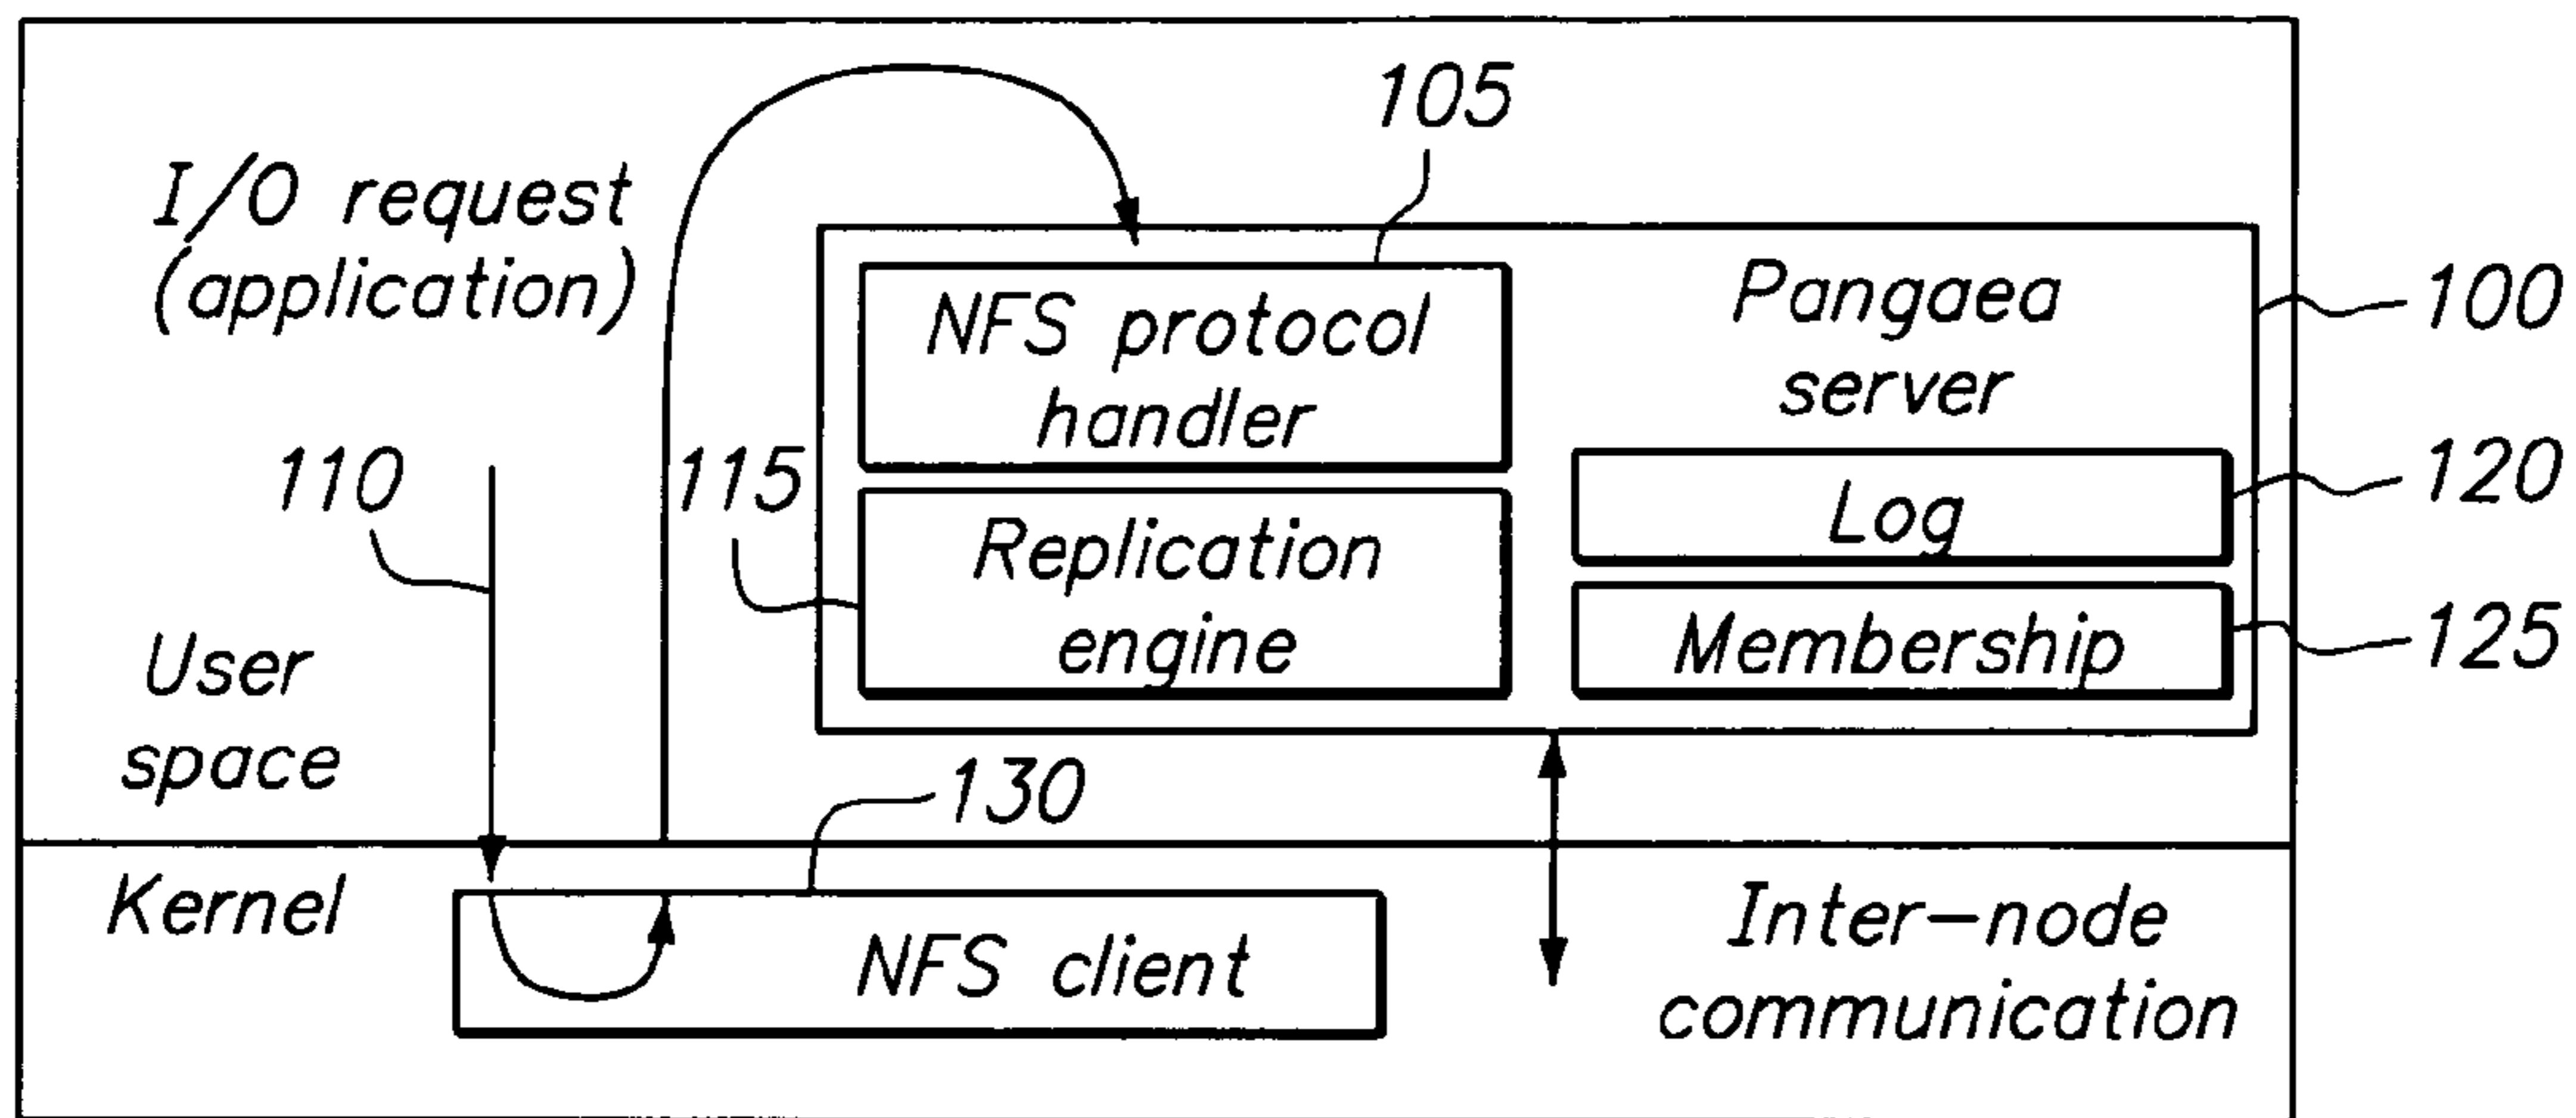 105
I/O request
(application)
NFS protocol
handler
Pangaea
server
100
110
115
Replication
engine
Log
120
Membership
125
User
space
130
Kernel
NFS client
Inter-node
communication